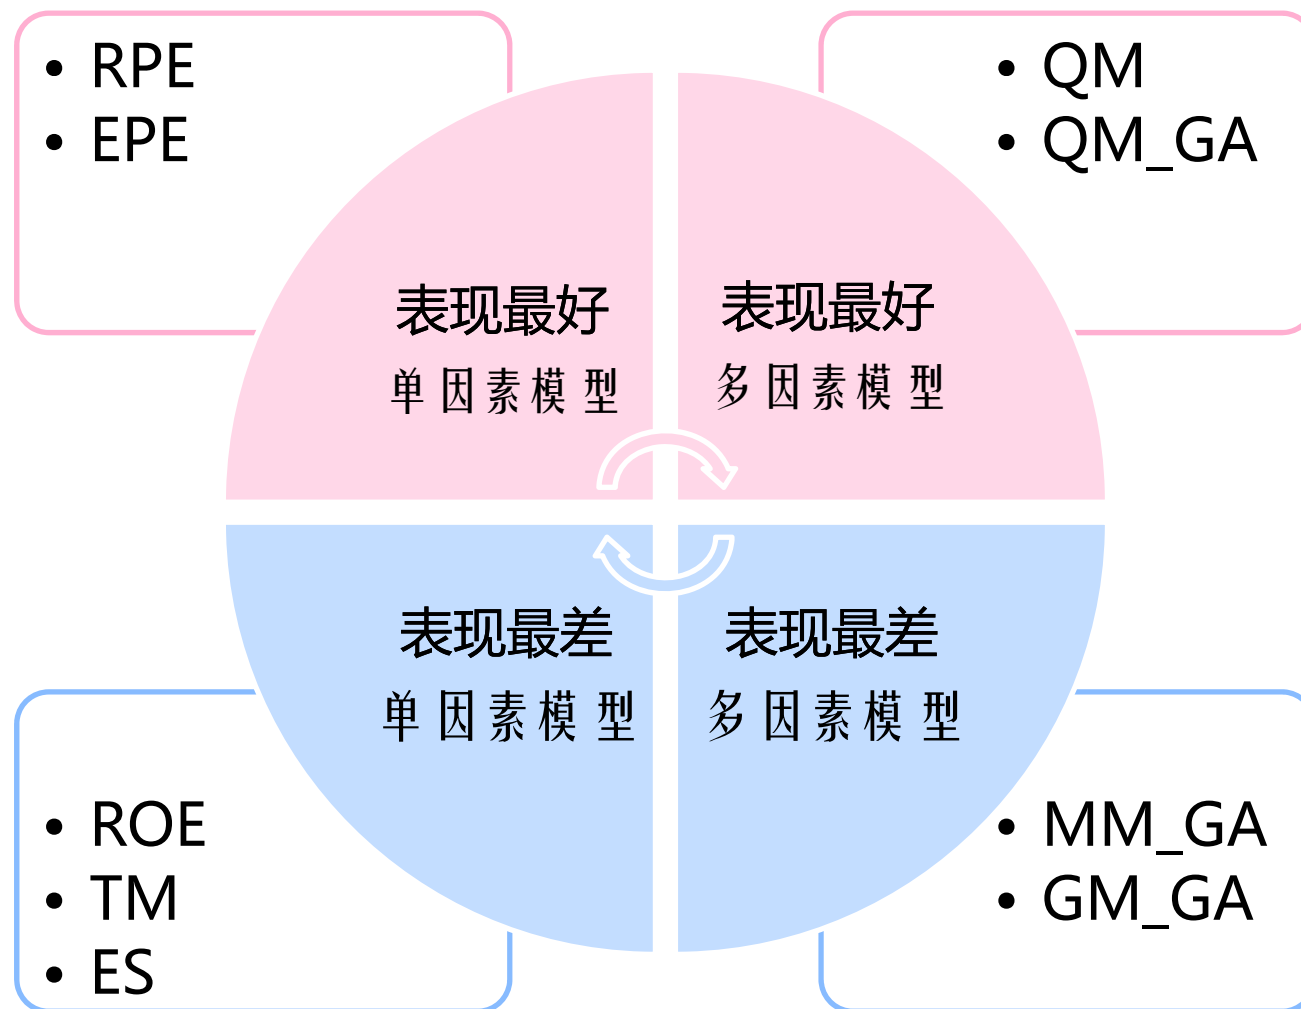 • RPE
• EPE
• QM
• QM_GA
表现最好
单因素模型
表现最好
多因素模型
表现最差
单因素模型
表现最差
多因素模型
• ROE
• TM
• ES
• MM_GA
• GM_GA